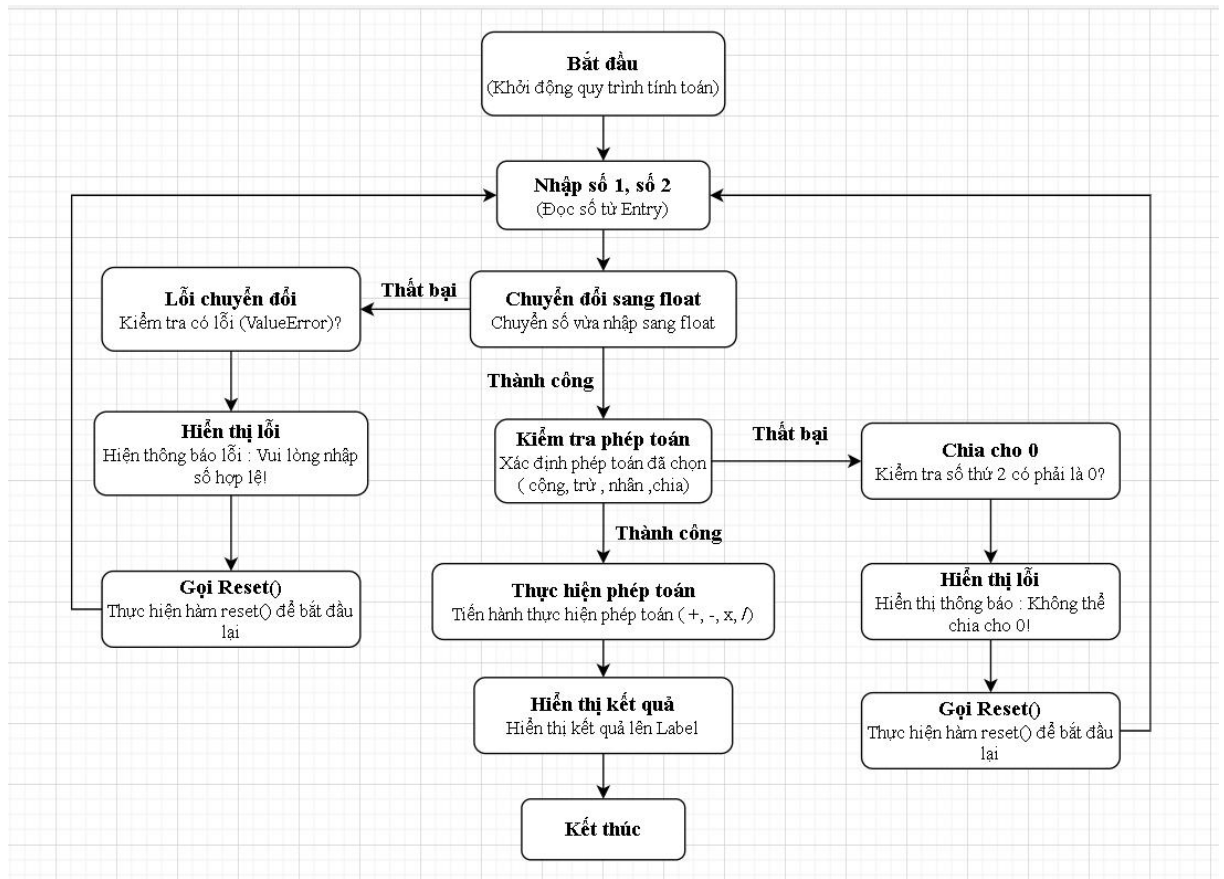 Bắt đầu
(Khởi động quy trình tính toán)
Nhập số 1, số 2
(Đọc số từ Entry)
Lỗi chuyển đổi
Kiểm tra có lỗi (ValueError)?
Thất bại
Chuyển đổi sang float
Chuyển số vừa nhập sang float
Thành công
Hiển thị lỗi
Hiện thông báo lỗi : Vui lòng nhập
số hợp lệ!
Kiểm tra phép toán
Xác định phép toán đã chọn
( cộng, trừ , nhân ,chia)
Thất bại
Chia cho 0
Kiểm tra số thứ 2 có phải là 0?
Thành công
Gọi Reset()
Thực hiện hàm reset() để bắt đầu
lại
Thực hiện phép toán
Tiến hành thực hiện phép toán ( +, -, x, /)
Hiển thị lỗi
Hiển thị thông báo : Không thể
chia cho 0!
Hiển thị kết quả
Hiển thị kết quả lên Label
Gọi Reset()
Thực hiện hàm reset() để bắt đầu
lại
Kết thúc